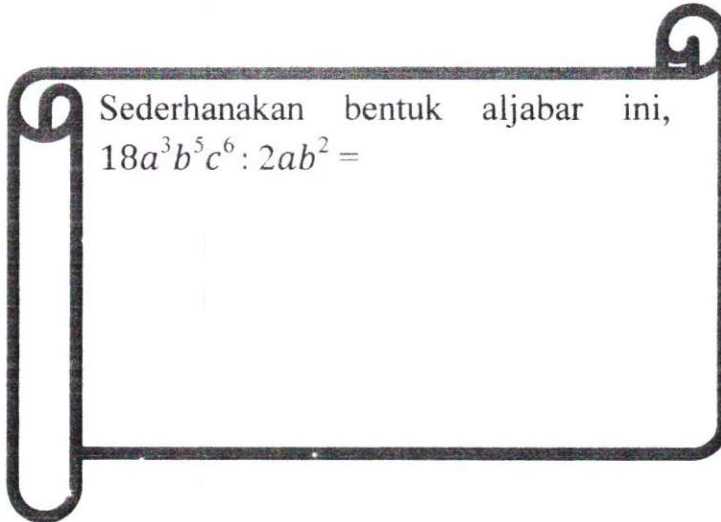 Sederhanakan bentuk aljabar ini,
18a³b⁵c⁶ : 2ab² =